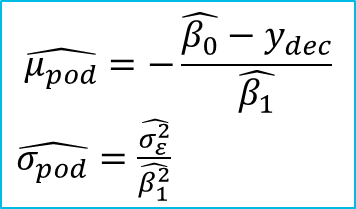 $\widehat{\mu_{pod}} = -\frac{\widehat{\beta_0} - y_{dec}}{\widehat{\beta_1}}$
$\widehat{\sigma_{pod}} = \frac{\widehat{\sigma_{\varepsilon}^2}}{\widehat{\beta_1^2}}$